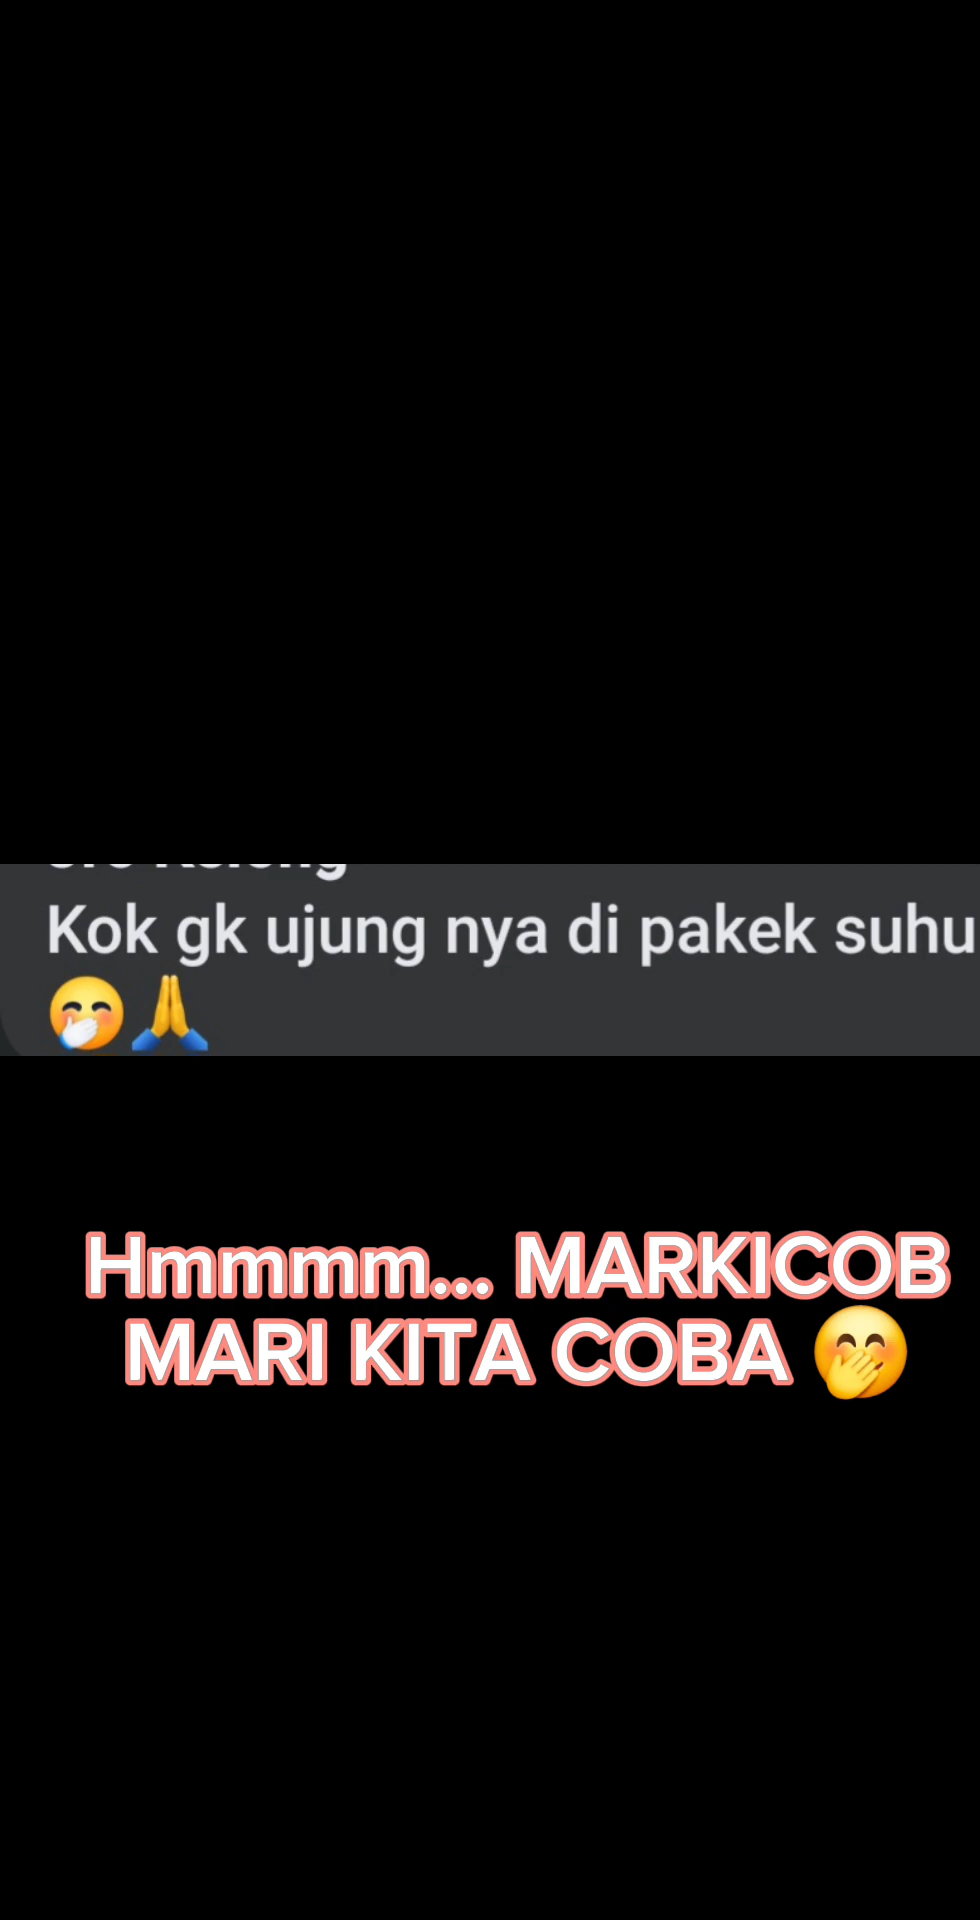 Kok gk ujung nya di pakek suhu
🤭🙏
Hmmmm... MARKICOB
MARI KITA COBA 🤭